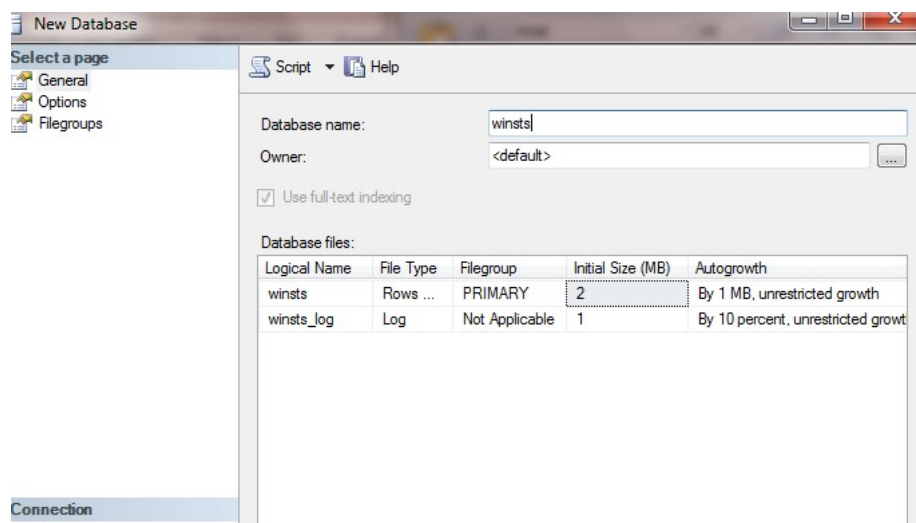 New Database
Select a page
General
Options
Filegroups
Script Help
Database name: winsts
Owner: <default> ...
Use full-text indexing
Database files:
Logical Name File Type Filegroup Initial Size (MB) Autogrowth
winsts Rows ... PRIMARY 2 By 1 MB, unrestricted growth
winsts_log Log Not Applicable 1 By 10 percent, unrestricted growt
Connection